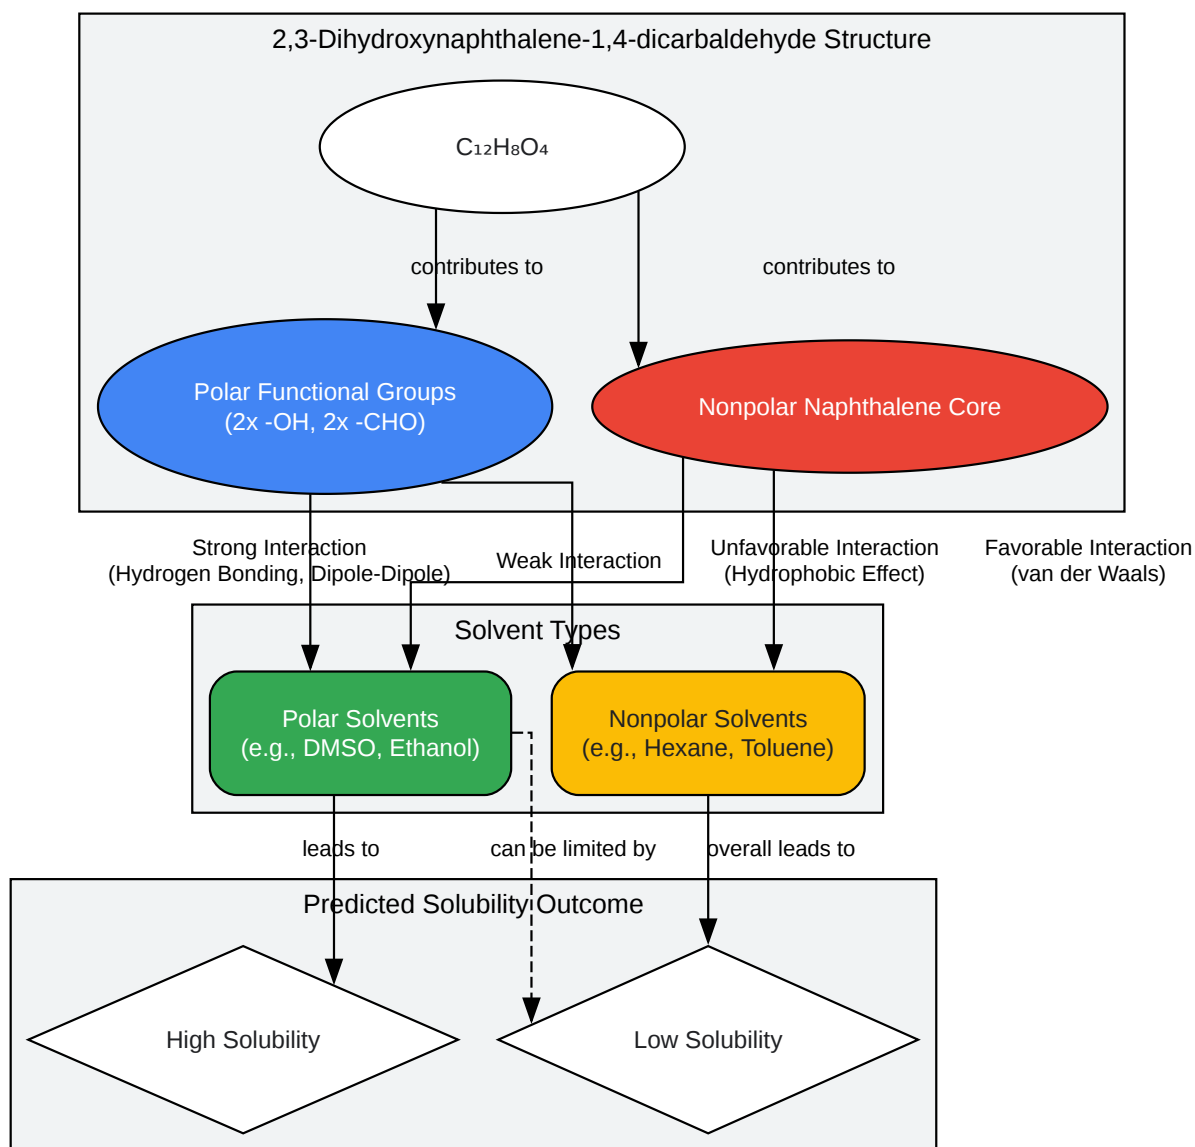 2,3-Dihydroxynaphthalene-1,4-dicarbaldehyde Structure
C₁₂H₈O₄
contributes to
contributes to
Polar Functional Groups
(2x -OH, 2x -CHO)
Nonpolar Naphthalene Core
Strong Interaction
(Hydrogen Bonding, Dipole-Dipole)
Weak Interaction
Unfavorable Interaction
(Hydrophobic Effect)
Favorable Interaction
(van der Waals)
Solvent Types
Polar Solvents
(e.g., DMSO, Ethanol)
Nonpolar Solvents
(e.g., Hexane, Toluene)
leads to
can be limited by
overall leads to
Predicted Solubility Outcome
High Solubility
Low Solubility